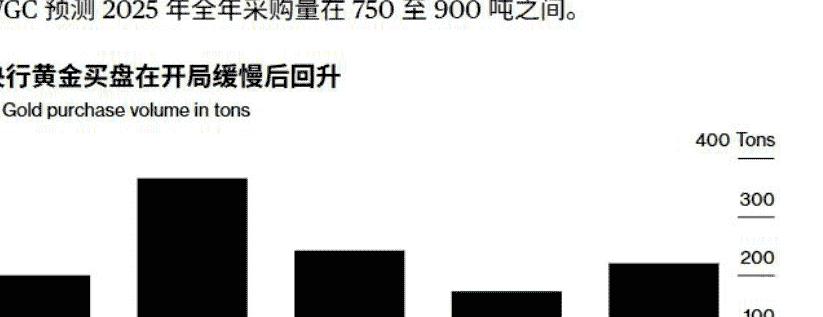 WGC 预测 2025 年全年采购量在 750 至 900 吨之间。
央行黄金买盘在开局缓慢后回升
Gold purchase volume in tons
400 Tons
300
200
100